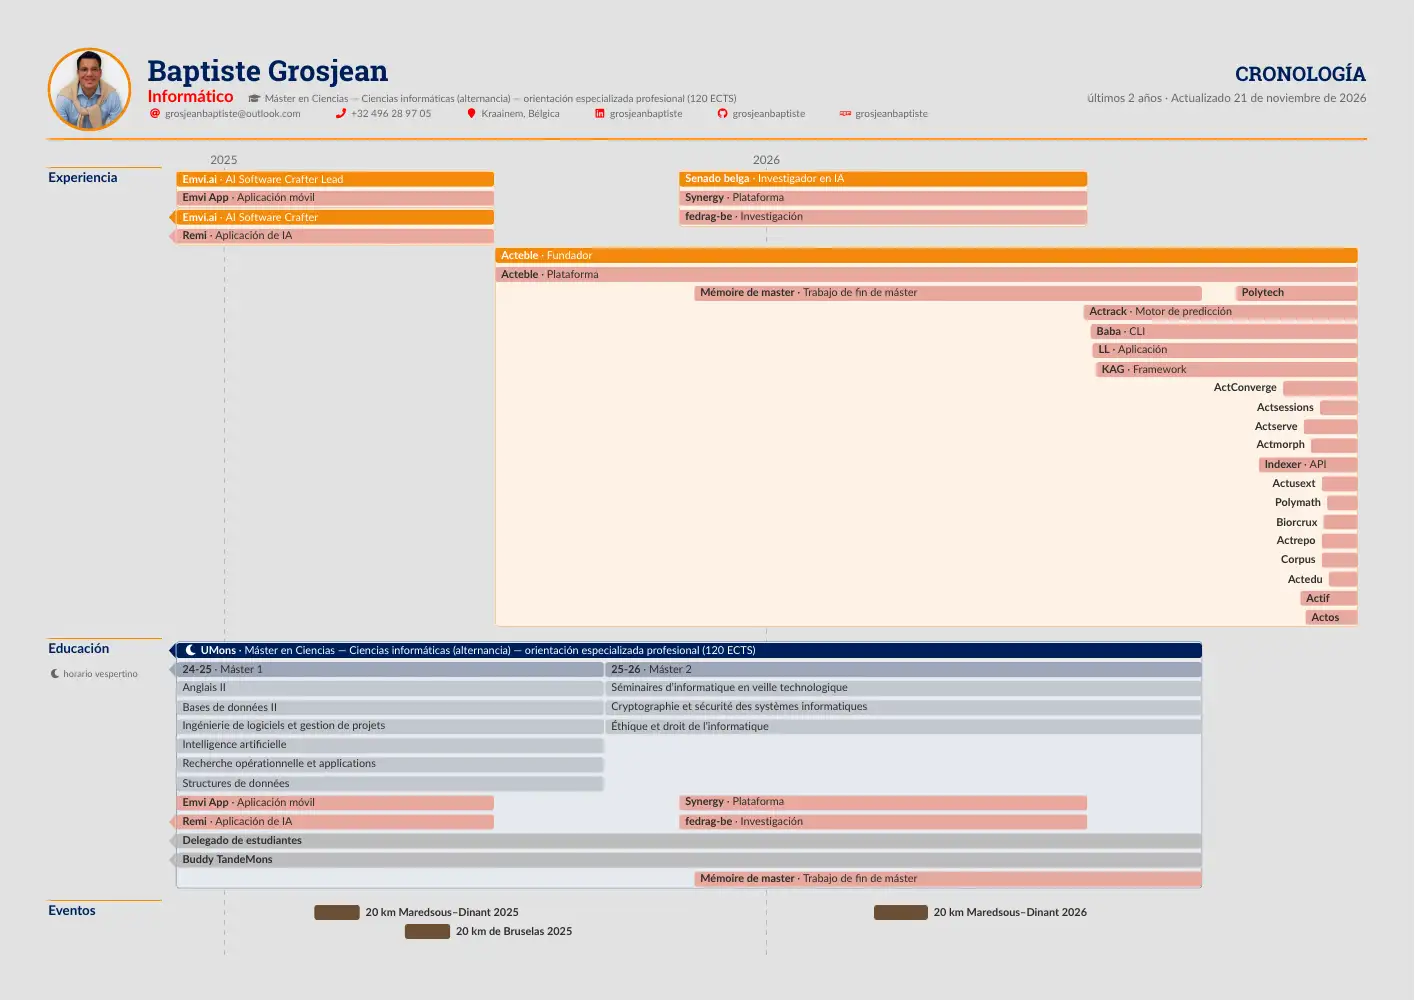 Baptiste Grosjean
CRONOLOGÍA
Informático Máster en Ciencias — Ciencias informáticas (alternancia) — orientación especializada profesional (120 ECTS)
últimos 2 años · Actualizado 21 de noviembre de 2026
grosjeanbaptiste@outlook.com +32 496 28 97 05 Kraainem, Bélgica grosjeanbaptiste grosjeanbaptiste grosjeanbaptiste
2025 2026
Experiencia
Emvi.ai · AI Software Crafter Lead Senado belga · Investigador en IA
Emvi App · Aplicación móvil Synergy · Plataforma
Emvi.ai · AI Software Crafter fedrag-be · Investigación
Remi · Aplicación de IA
Acteble · Fundador
Acteble · Plataforma
Mémoire de master · Trabajo de fin de máster Polytech
Actrack · Motor de predicción
Baba · CLI
LL · Aplicación
KAG · Framework
ActConverge
Actsessions
Actserve
Actmorph
Indexer · API
Actusext
Polymath
Biorcrux
Actrepo
Corpus
Actedu
Actif
Actos
Educación
UMons · Máster en Ciencias — Ciencias informáticas (alternancia) — orientación especializada profesional (120 ECTS)
horario vespertino
24-25 · Máster 1 25-26 · Máster 2
Anglais II Séminaires d'informatique en veille technologique
Bases de données II Cryptographie et sécurité des systèmes informatiques
Ingénierie de logiciels et gestion de projets Éthique et droit de l'informatique
Intelligence artificielle
Recherche opérationnelle et applications
Structures de données
Emvi App · Aplicación móvil Synergy · Plataforma
Remi · Aplicación de IA fedrag-be · Investigación
Delegado de estudiantes
Buddy TandeMons
Mémoire de master · Trabajo de fin de máster
Eventos
20 km Maredsous–Dinant 2025 20 km Maredsous–Dinant 2026
20 km de Bruselas 2025